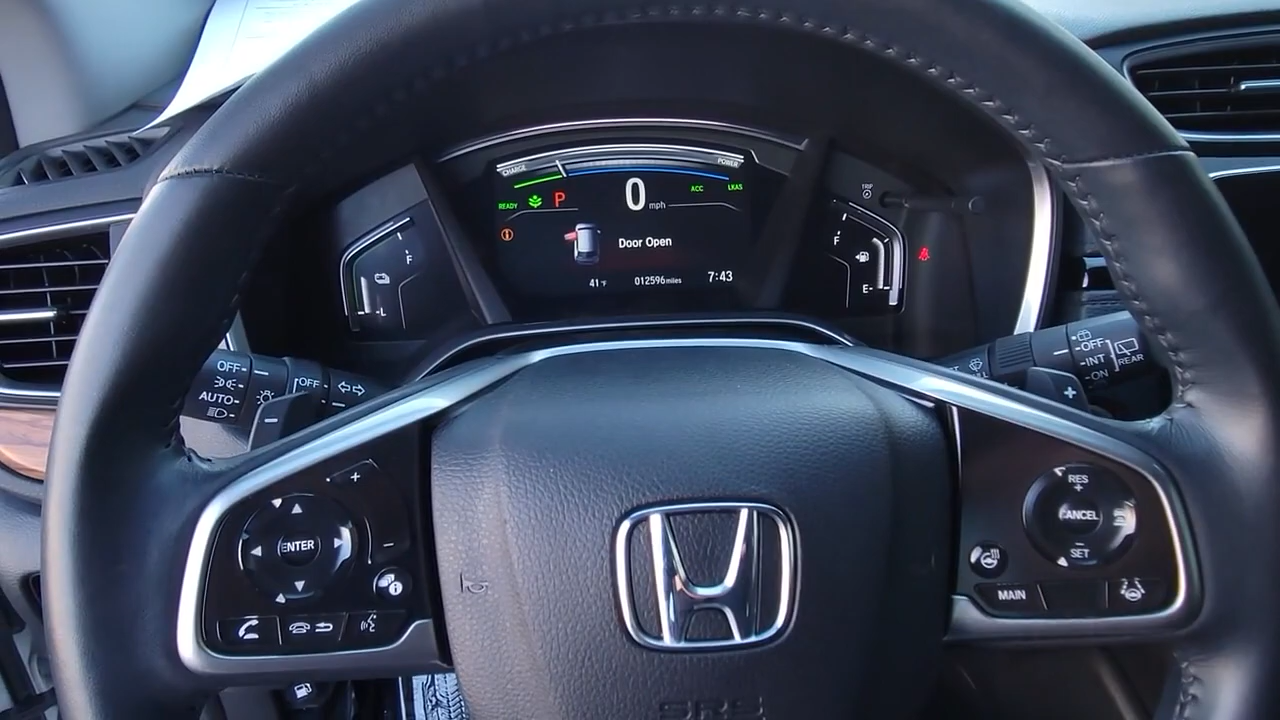 CHARGE
POWER
TRIP
READY
P
0 mph
ACC
LKAS
Door Open
F
L
F
E
41°F
012596 miles
7:43
OFF
AUTO
OFF
-
OFF
INT
ON
REAR
+
+
ENTER
-
RES
+
CANCEL
-
SET
MAIN
SRS